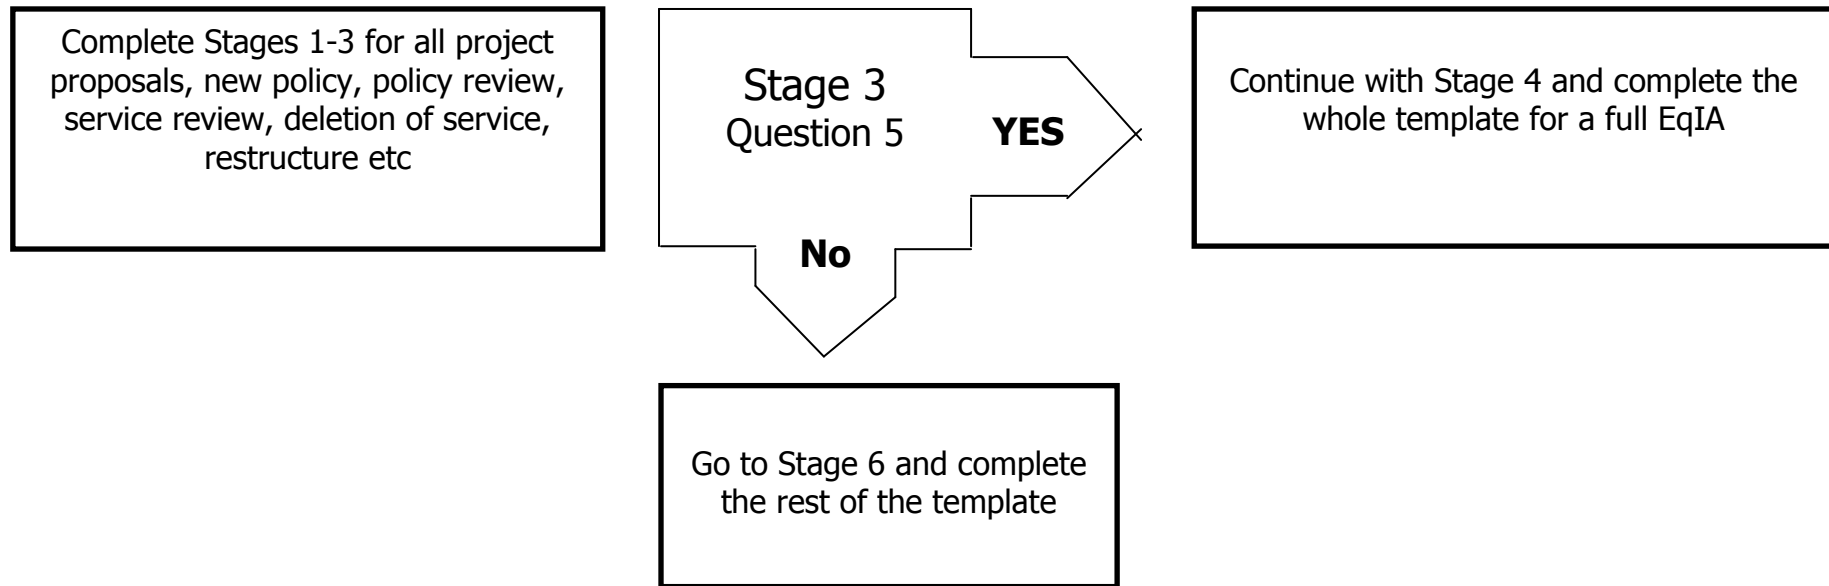 Complete Stages 1-3 for all project
proposals, new policy, policy review,
service review, deletion of service,
restructure etc
Stage 3
Question 5
YES
No
Continue with Stage 4 and complete the
whole template for a full EqIA
Go to Stage 6 and complete
the rest of the template